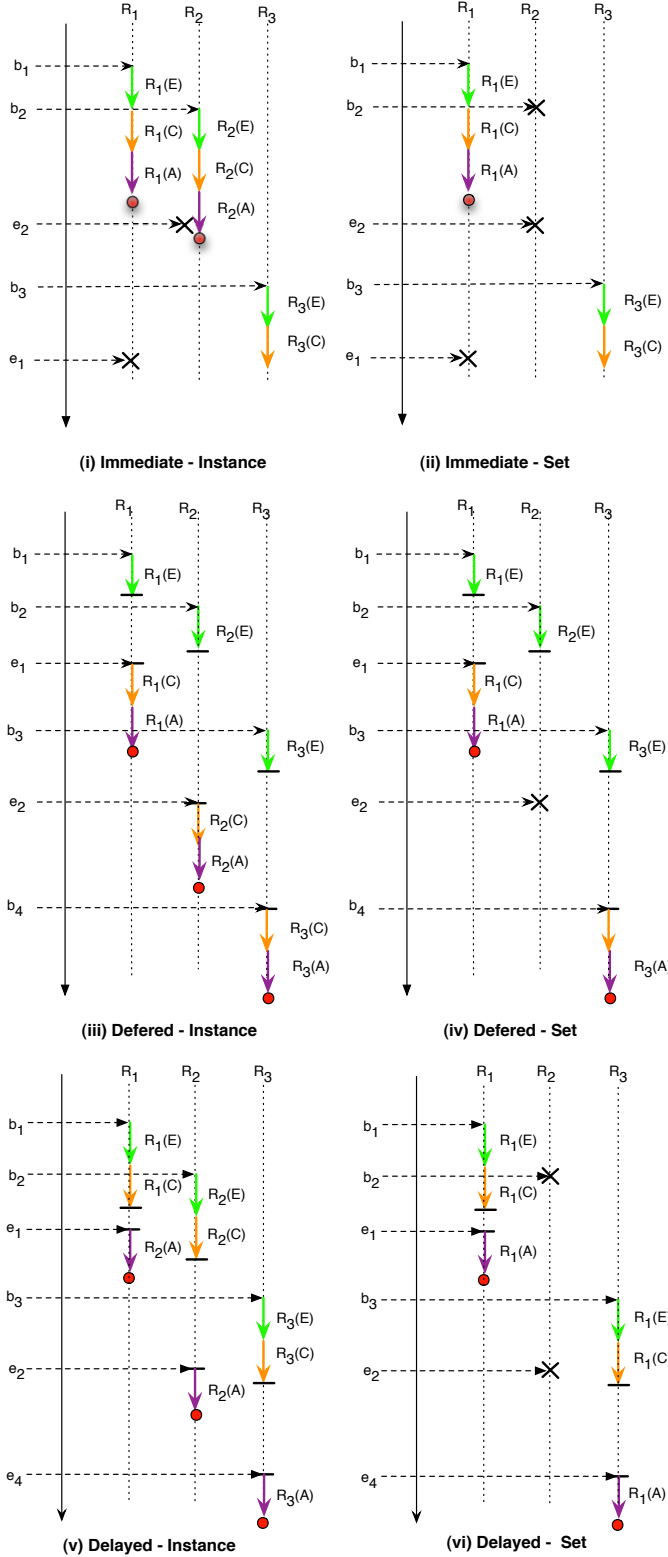 R1 R2 R3
b1 R1(E)
b2 R1(C) R2(E)
R1(A) R2(C)
e2 R2(A)
b3 R3(E)
e1 R3(C)
(i) Immediate - Instance
R1 R2 R3
b1 R1(E)
b2 R1(C)
R1(A)
e2
b3 R3(E)
e1 R3(C)
(ii) Immediate - Set
R1 R2 R3
b1 R1(E)
b2 R2(E)
e1 R1(C)
b3 R1(A) R3(E)
e2 R2(C)
R2(A)
b4 R3(C)
R3(A)
(iii) Defered - Instance
R1 R2 R3
b1 R1(E)
b2 R2(E)
e1 R1(C)
b3 R1(A) R3(E)
e2
b4 R3(C)
R3(A)
(iv) Defered - Set
R1 R2 R3
b1 R1(E)
b2 R1(C) R2(E)
e1 R2(A) R2(C)
b3 R3(E)
R3(C)
e2 R2(A)
e4 R3(A)
(v) Delayed - Instance
R1 R2 R3
b1 R1(E)
b2 R1(C)
e1 R1(A)
b3 R1(E
R1(C
e2
e4 R1(A)
(vi) Delayed - Set